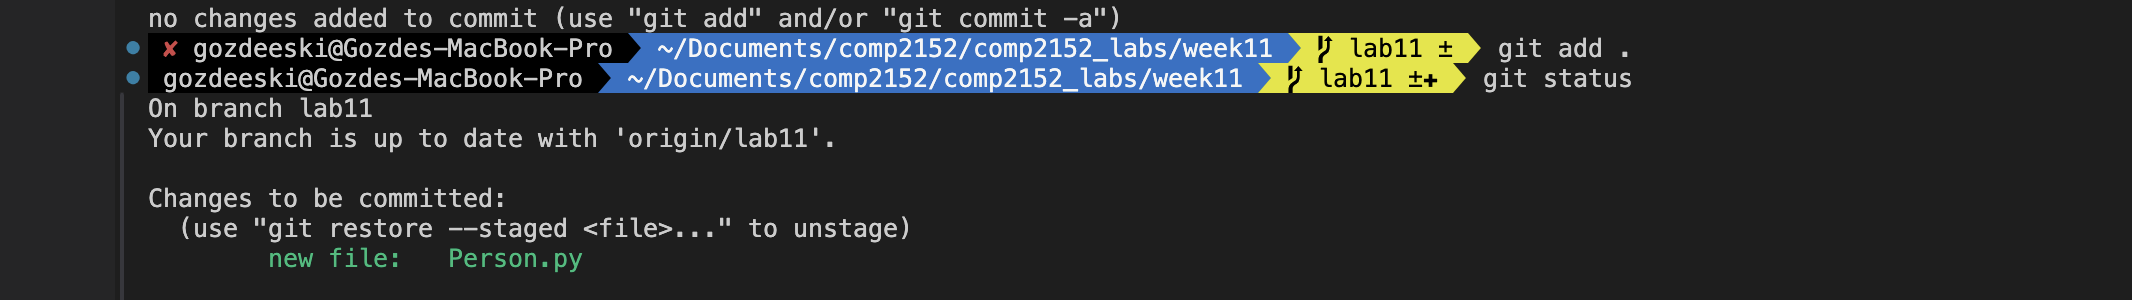 no changes added to commit (use "git add" and/or "git commit -a")
✘ gozdeeski@Gozdes-MacBook-Pro ~/Documents/comp2152/comp2152_labs/week11 lab11 ± git add .
gozdeeski@Gozdes-MacBook-Pro ~/Documents/comp2152/comp2152_labs/week11 lab11 ±✚ git status
On branch lab11
Your branch is up to date with 'origin/lab11'.
Changes to be committed:
(use "git restore --staged <file>..." to unstage)
new file: Person.py